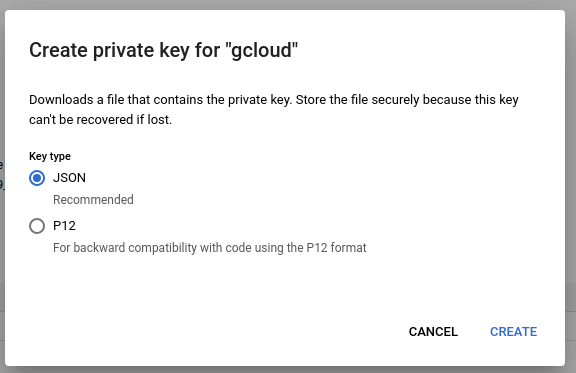 Create private key for "gcloud"
Downloads a file that contains the private key. Store the file securely because this key
can't be recovered if lost.
Key type
JSON
Recommended
P12
For backward compatibility with code using the P12 format
CANCEL CREATE